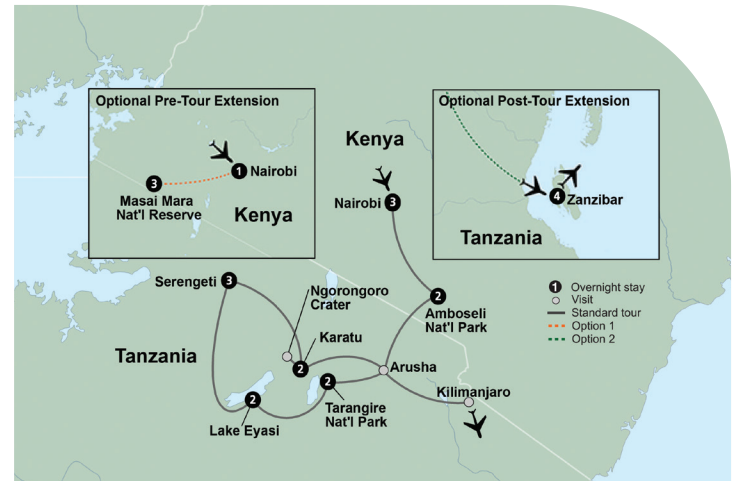 Optional Pre-Tour Extension
1
Nairobi
3
Masai Mara
Nat'l Reserve
Kenya
Kenya
Nairobi
3
Optional Post-Tour Extension
4
Zanzibar
Tanzania
Serengeti
3
Ngorongoro
Crater
2
Amboseli
Nat'l Park
1
Overnight stay
Visit
Standard tour
Option 1
Option 2
Tanzania
Karatu
2
Arusha
2
Tarangire
Nat'l Park
Kilimanjaro
2
Lake Eyasi